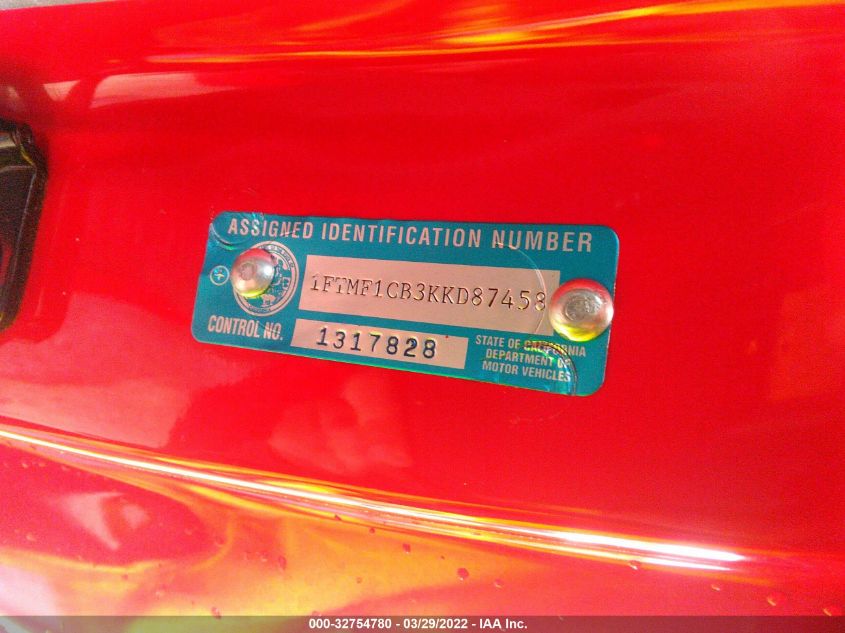 ASSIGNED IDENTIFICATION NUMBER
1FTMF1CB3KKD87458
CONTROL NO.
1317828
STATE OF CALIFORNIA
DEPARTMENT OF
MOTOR VEHICLES
000-32754780 - 03/29/2022 - IAA Inc.